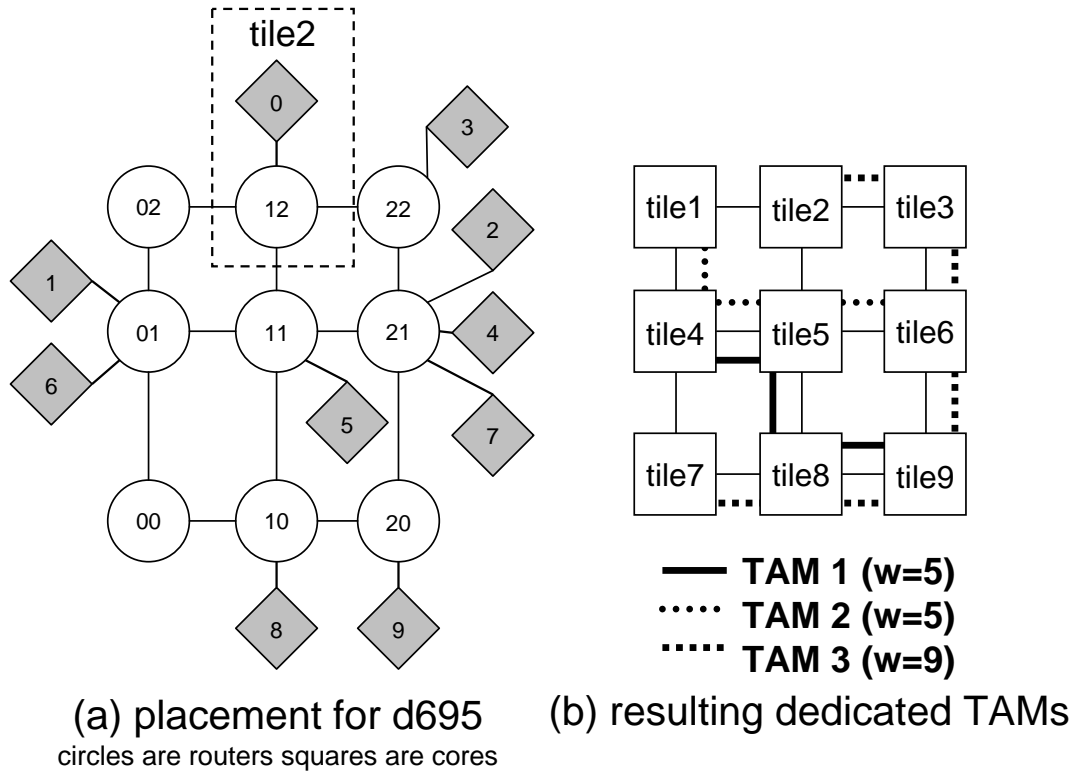 tile2
0
3
02
12
22
2
1
01
11
21
4
6
5
7
00
10
20
8
9
(a) placement for d695
circles are routers squares are cores
tile1
tile2
tile3
tile4
tile5
tile6
tile7
tile8
tile9
TAM 1 (w=5)
TAM 2 (w=5)
TAM 3 (w=9)
(b) resulting dedicated TAMs